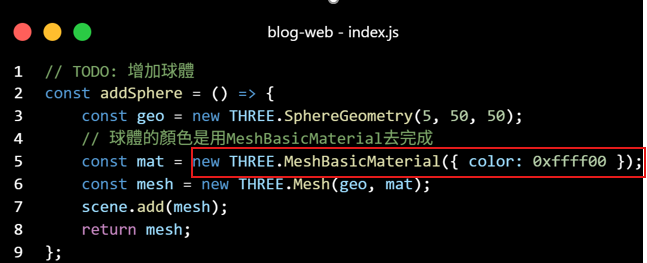 blog-web - index.js
1 // TODO: 增加球體
2 const addSphere = () => {
3 const geo = new THREE.SphereGeometry(5, 50, 50);
4 // 球體的顏色是用MeshBasicMaterial去完成
5 const mat = new THREE.MeshBasicMaterial({ color: 0xffff00 });
6 const mesh = new THREE.Mesh(geo, mat);
7 scene.add(mesh);
8 return mesh;
9 };